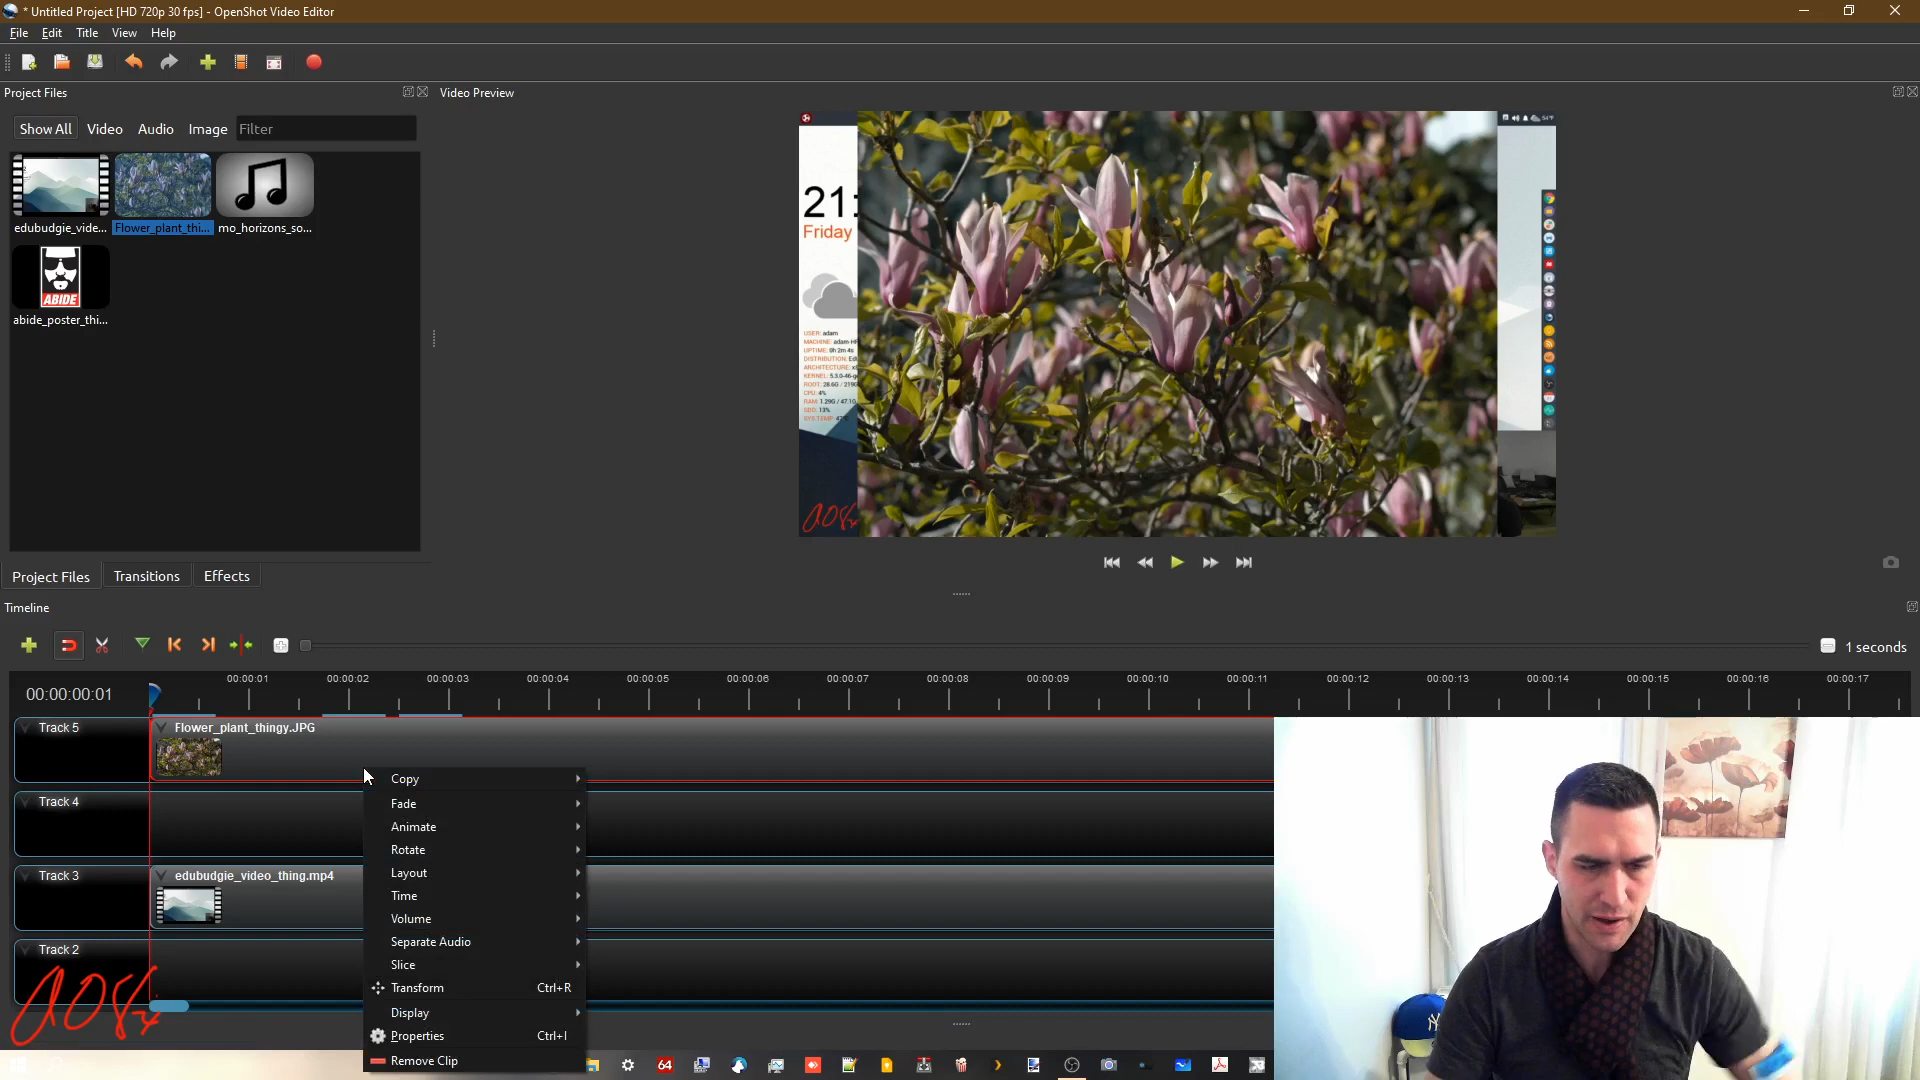 * Untitled Project [HD 720p 30 fps] - OpenShot Video Editor
File Edit Title View Help
Project Files
Video Preview
Show All Video Audio Image Filter
edubudgie_vide... Flower_plant_thi... mo_horizons_so...
ABIDE
abide_poster_thi...
21:
Friday
USER: adam
54°F
Project Files Transitions Effects
Timeline
1 seconds
00:00:00:01
00:00:01 00:00:02 00:00:03 00:00:04 00:00:05 00:00:06 00:00:07 00:00:08 00:00:09 00:00:10 00:00:11 00:00:12 00:00:13 00:00:14 00:00:15 00:00:16 00:00:17
Track 5 Flower_plant_thingy.JPG
Track 4
Track 3 edubudgie_video_thing.mp4
Track 2
Copy
Fade
Animate
Rotate
Layout
Time
Volume
Separate Audio
Slice
Transform Ctrl+R
Display
Properties Ctrl+I
Remove Clip
64
NY